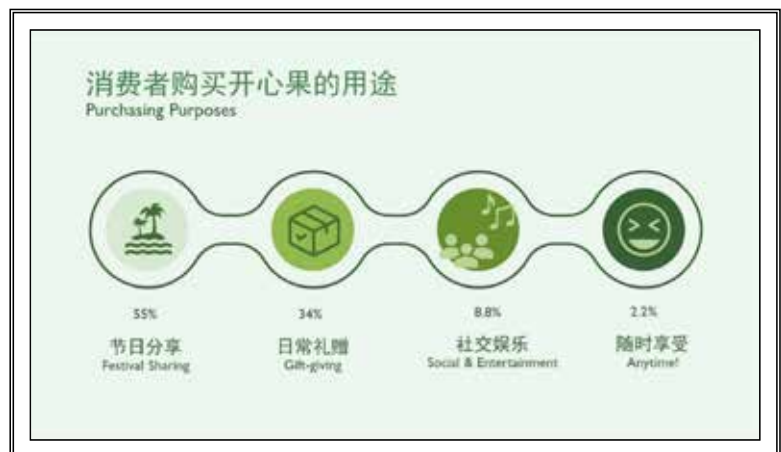 消费者购买开心果的用途
Purchasing Purposes
55%
34%
8.8%
2.2%
节日分享
日常礼赠
社交娱乐
随时享受
Festival Sharing
Gift-giving
Social & Entertainment
Anytime!